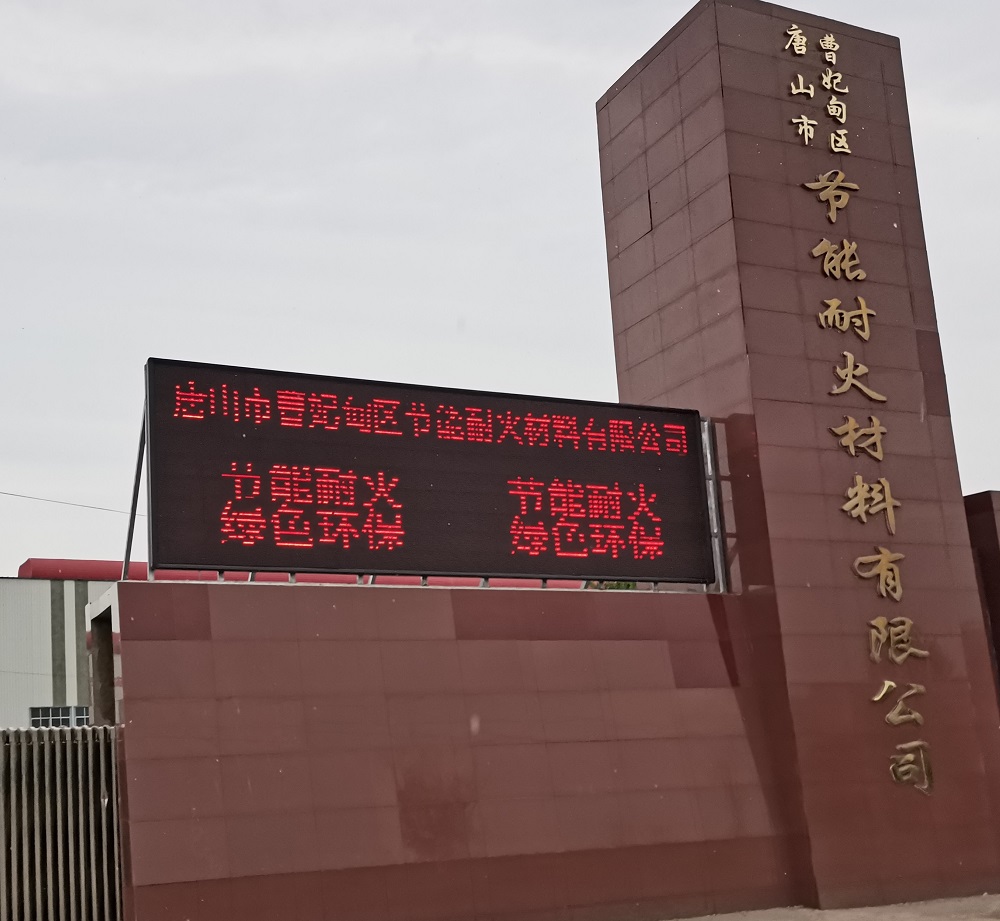 唐山市
曹妃甸区
节能耐火材料有限公司
唐山市曹妃甸区节能耐火材料有限公司
节能耐火 节能耐火
绿色环保 绿色环保